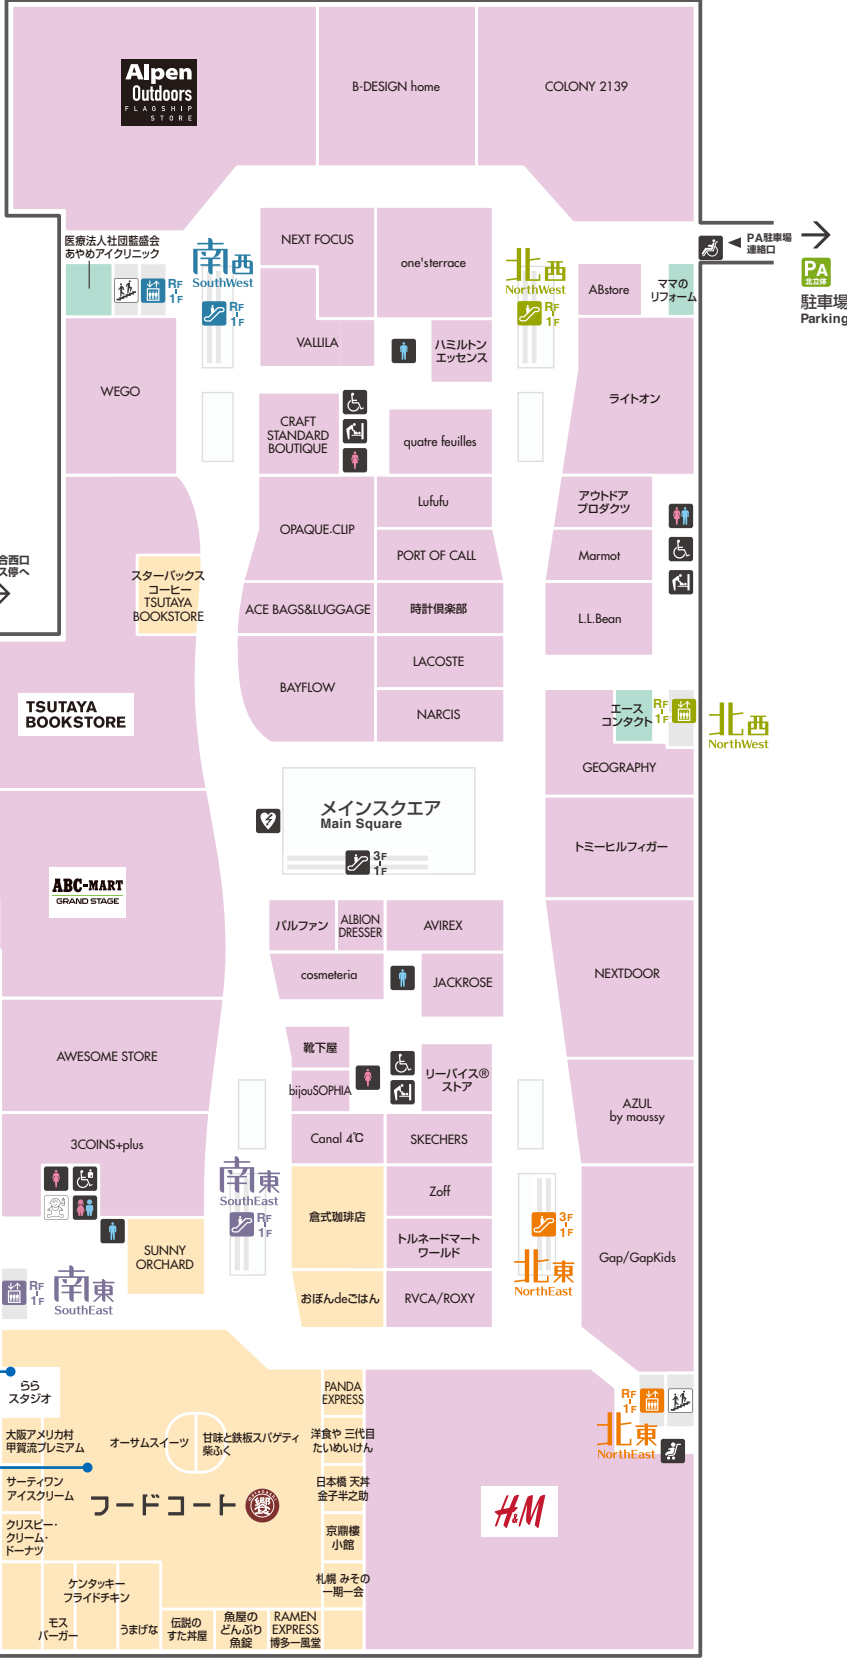 Alpen
Outdoors
FLAGSHIP
STORE
B-DESIGN home
COLONY 2139
医療法人社団藍盛会
あやめアイクリニック
RF
1F
南西
SouthWest
RF
1F
NEXT FOCUS
one'sterrace
VALLILA
ハミルトン
エッセンス
北西
NorthWest
RF
1F
ABstore
ママの
リフォーム
PA駐車場
連絡口
PA
北立体
駐車場
Parking
WEGO
CRAFT
STANDARD
BOUTIQUE
quatre feuilles
ライトオン
OPAQUE.CLIP
Lufufu
PORT OF CALL
アウトドア
プロダクツ
Marmot
L.L.Bean
合西口
ス停へ
スターバックス
コーヒー
TSUTAYA
BOOKSTORE
ACE BAGS&LUGGAGE
時計倶楽部
BAYFLOW
LACOSTE
NARCIS
TSUTAYA
BOOKSTORE
エース
コンタクト
RF
1F
北西
NorthWest
GEOGRAPHY
メインスクエア
Main Square
3F
1F
トミーヒルフィガー
ABC-MART
GRAND STAGE
パルファン
ALBION
DRESSER
AVIREX
cosmeteria
JACKROSE
NEXTDOOR
AWESOME STORE
靴下屋
bijouSOPHIA
リーバイス®
ストア
AZUL
by moussy
3COINS+plus
Canal 4℃
SKECHERS
南東
SouthEast
RF
1F
倉式珈琲店
Zoff
トルネードマート
ワールド
3F
1F
北東
NorthEast
Gap/GapKids
SUNNY
ORCHARD
RF
1F
南東
SouthEast
おぼんdeごはん
RVCA/ROXY
らら
スタジオ
PANDA
EXPRESS
RF
1F
北東
NorthEast
大阪アメリカ村
甲賀流プレミアム
オーサムスイーツ
甘味と鉄板スパゲティ
柴ふく
洋食や 三代目
たいめいけん
サーティワン
アイスクリーム
フードコート
饗
日本橋 天丼
金子半之助
H&M
クリスピー・
クリーム・
ドーナツ
京鼎樓
小館
ケンタッキー
フライドチキン
札幌 みその
一期一会
モス
バーガー
うまげな
伝説の
すた丼屋
魚屋の
どんぶり
魚錠
RAMEN
EXPRESS
博多一風堂